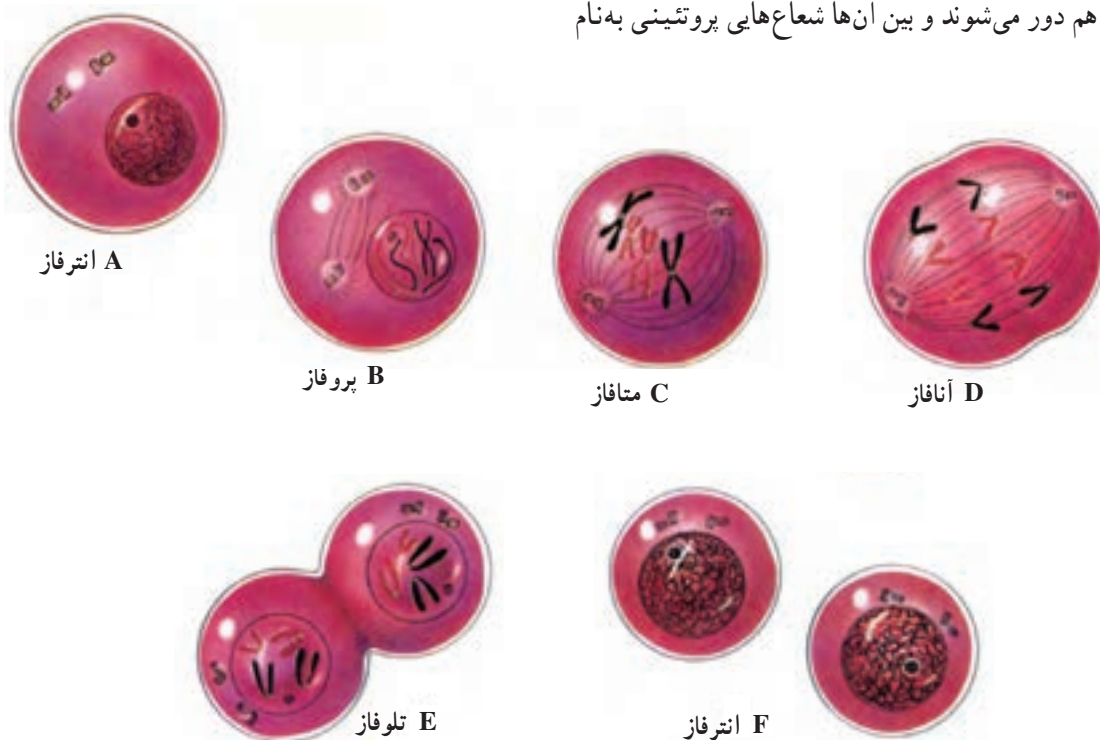 هم دور می‌شوند و بین آن‌ها شعاع‌هایی پروتئینی به‌نام
A انترفاز
B پروفاز
C متافاز
D آنافاز
E تلوفاز
F انترفاز